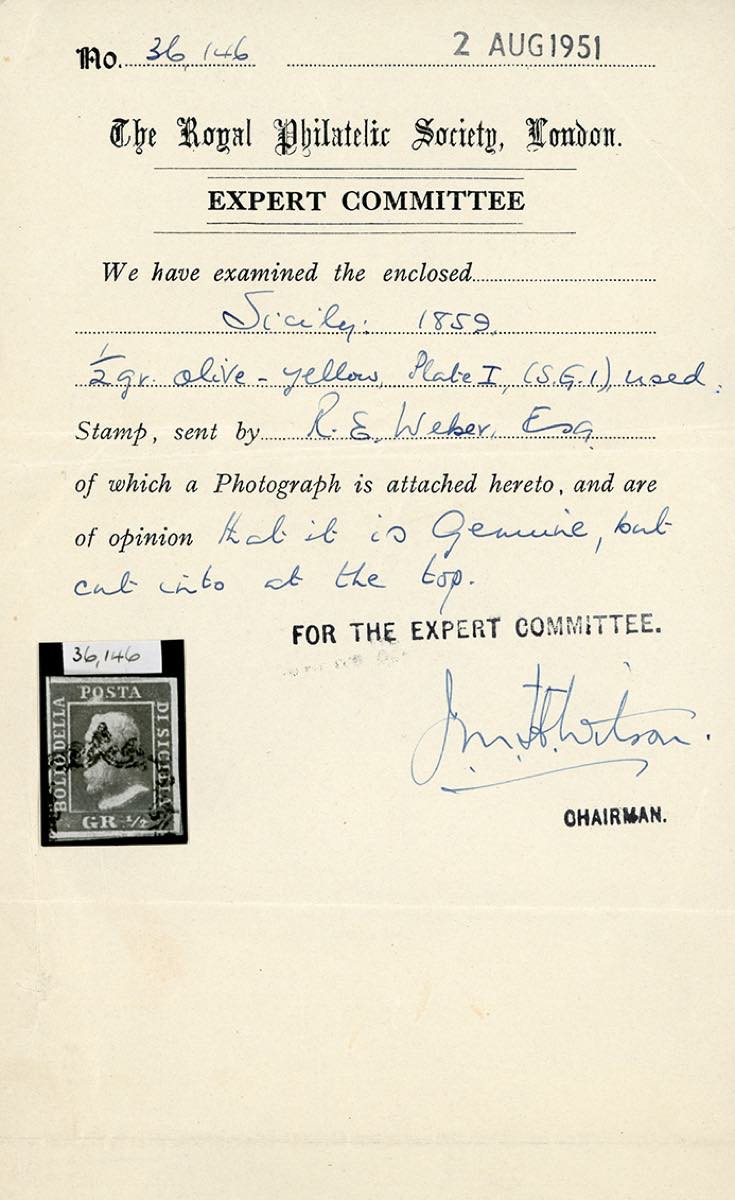 No. 36,146 2 AUG 1951
The Royal Philatelic Society, London.
EXPERT COMMITTEE
We have examined the enclosed
Sicily: 1859.
½ gr. olive-yellow, Plate I, (S.G.1), used.
Stamp, sent by R. E. Weber, Esq
of which a Photograph is attached hereto, and are
of opinion that it is Genuine, but
cut into at the top.
FOR THE EXPERT COMMITTEE.
36,146
POSTA
BOLLO DELLA
DI SICILIA
GR. ½
Wilson.
CHAIRMAN.